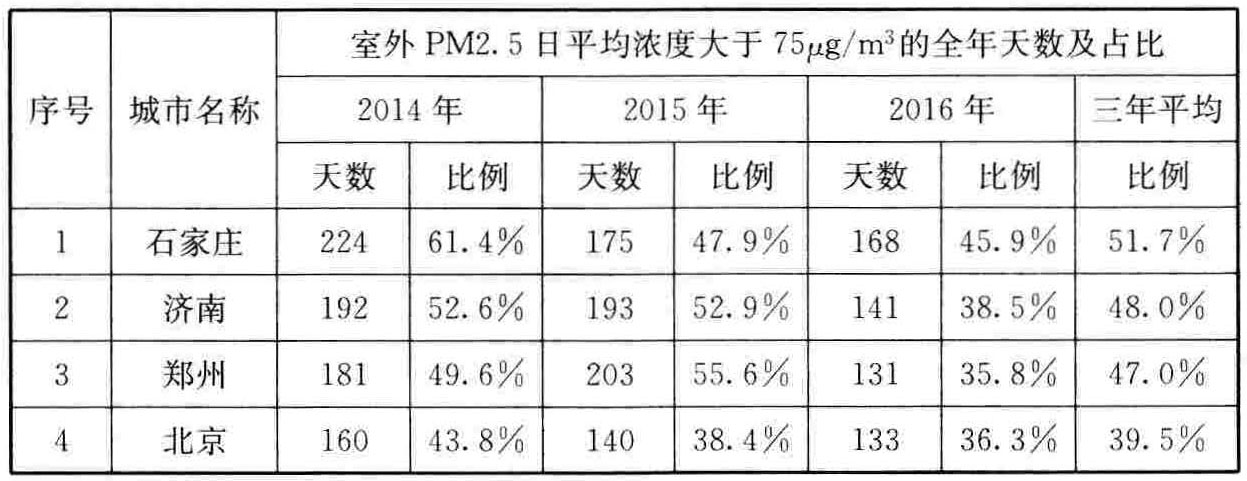 序号 城市名称 室外 PM2.5 日平均浓度大于 75μg/m³的全年天数及占比
2014 年 2015 年 2016 年 三年平均
天数 比例 天数 比例 天数 比例 比例
1 石家庄 224 61.4% 175 47.9% 168 45.9% 51.7%
2 济南 192 52.6% 193 52.9% 141 38.5% 48.0%
3 郑州 181 49.6% 203 55.6% 131 35.8% 47.0%
4 北京 160 43.8% 140 38.4% 133 36.3% 39.5%